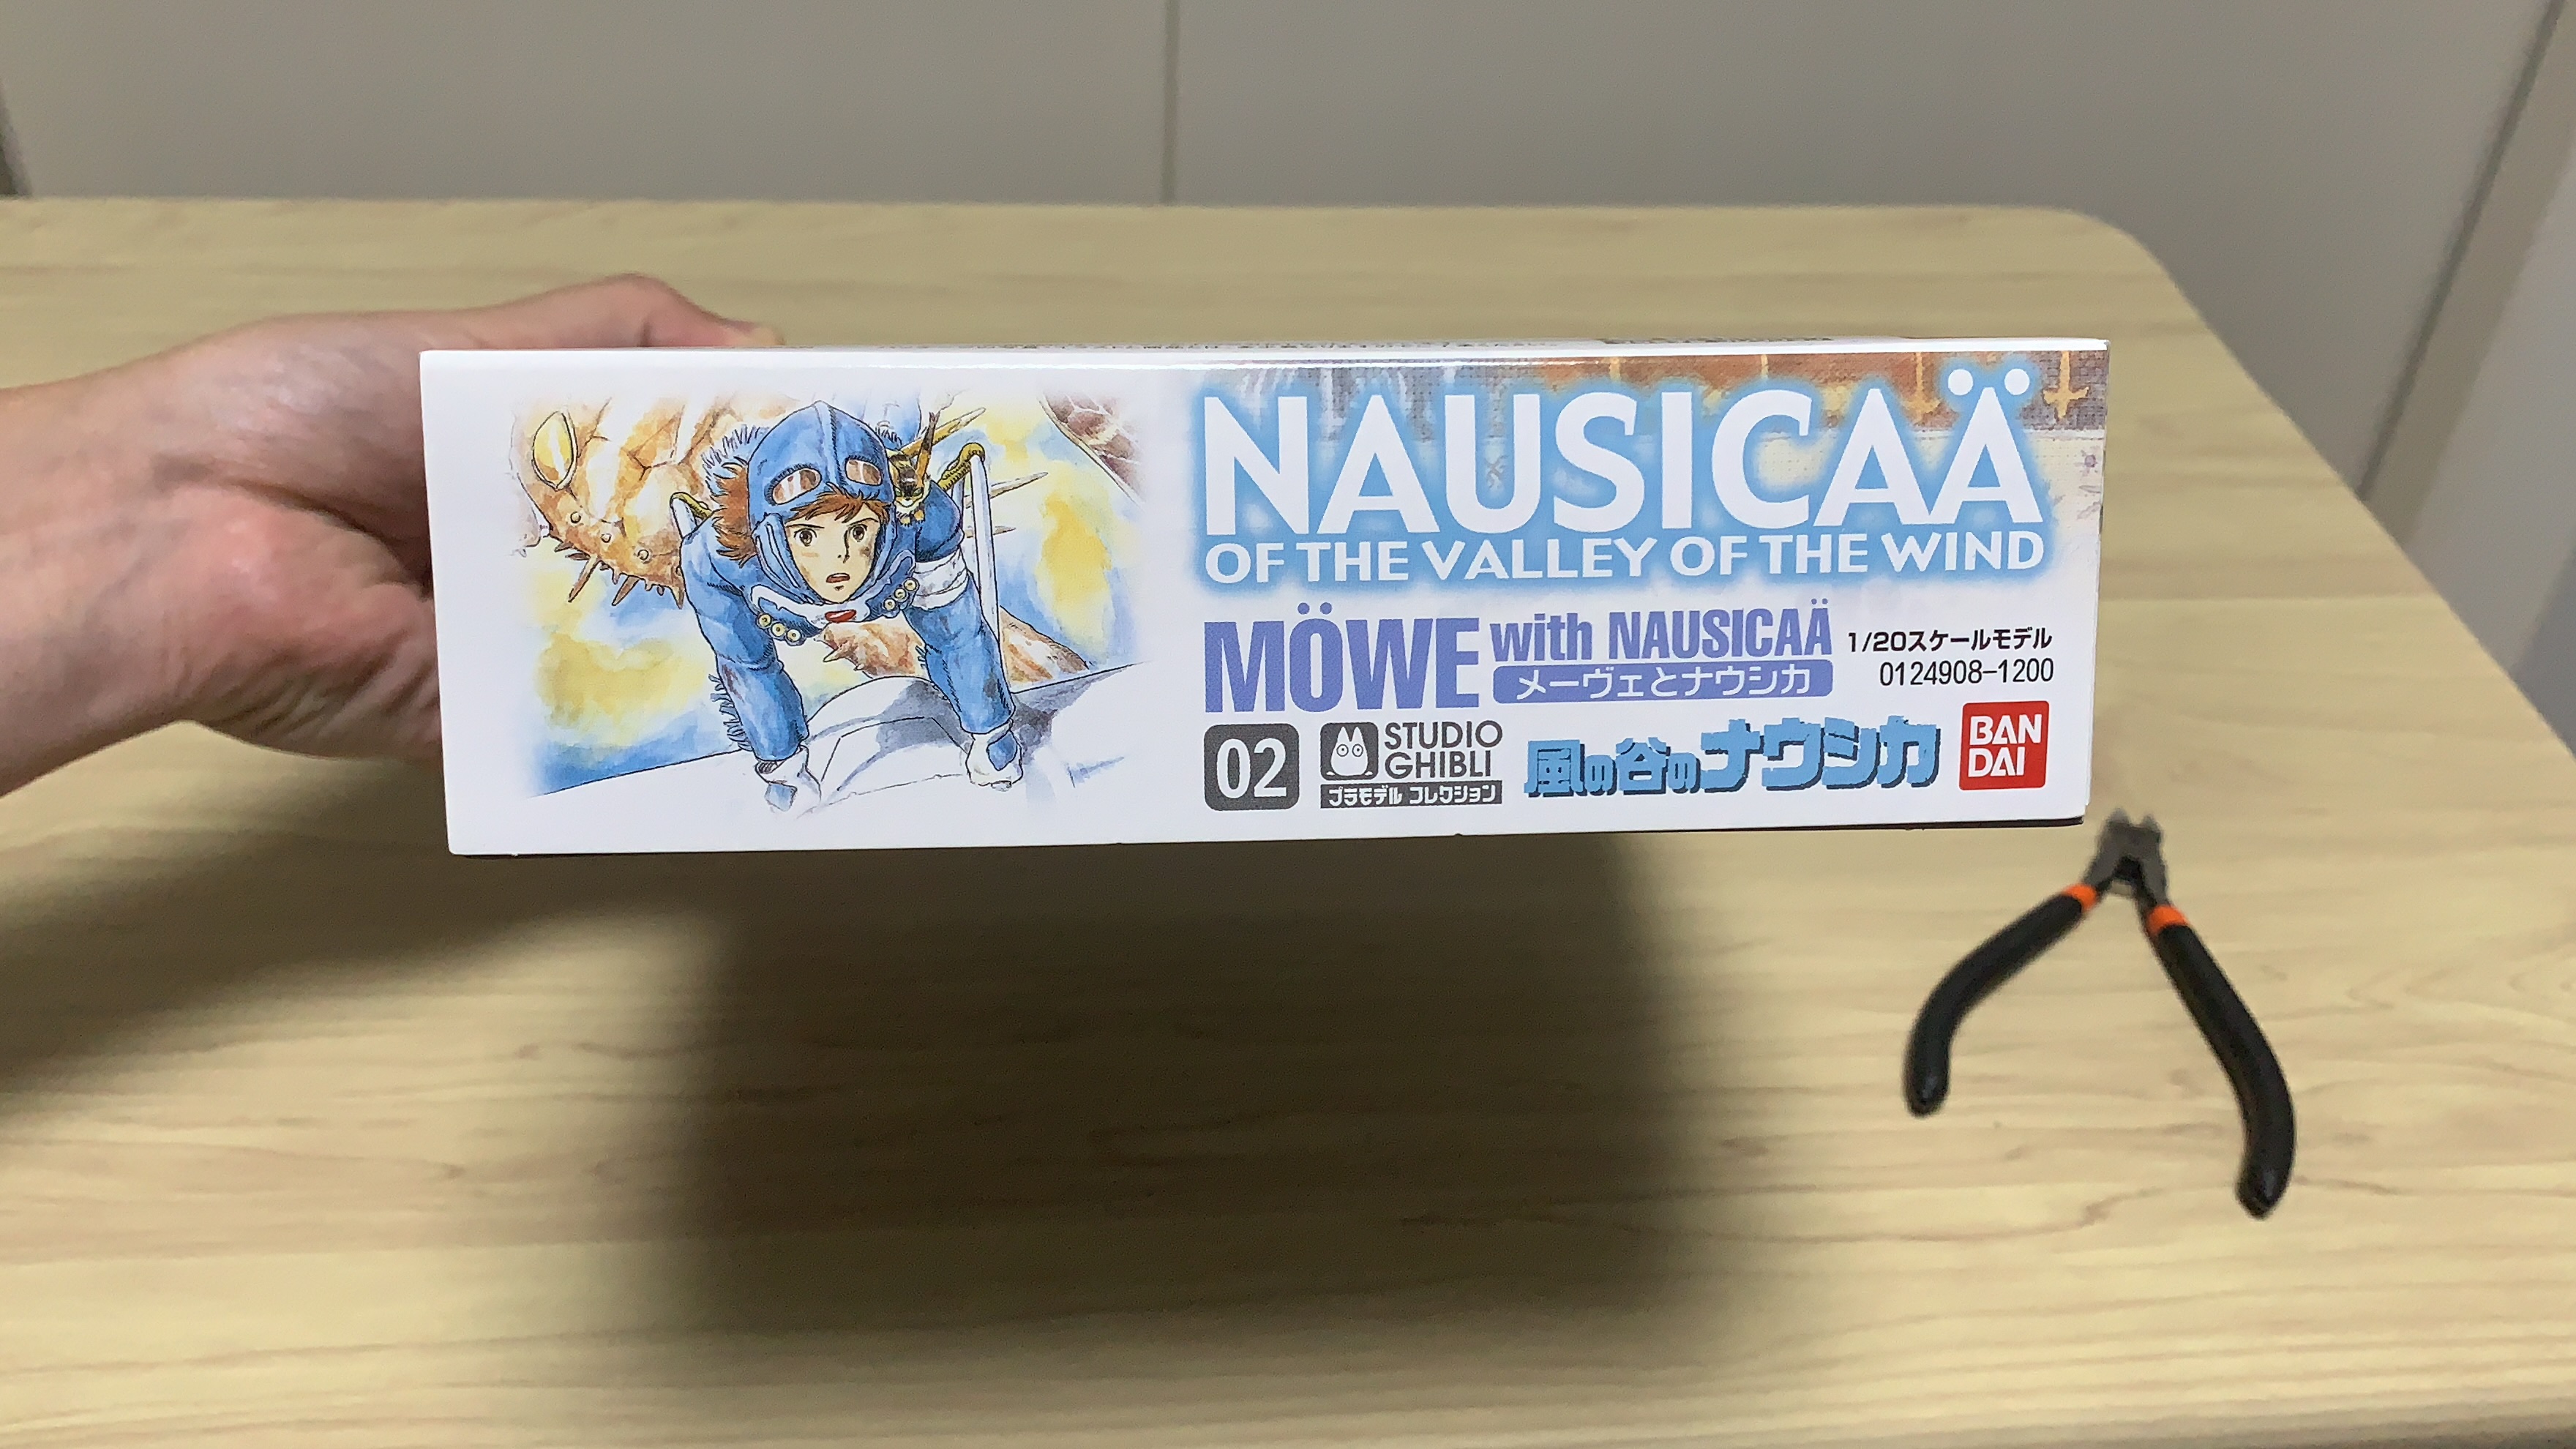 NAUSICAÄ
OF THE VALLEY OF THE WIND
MÖWE with NAUSICAÄ
メーヴェとナウシカ
1/20スケールモデル
0124908-1200
02
STUDIO
GHIBLI
プラモデル コレクション
風の谷のナウシカ
BAN
DAI